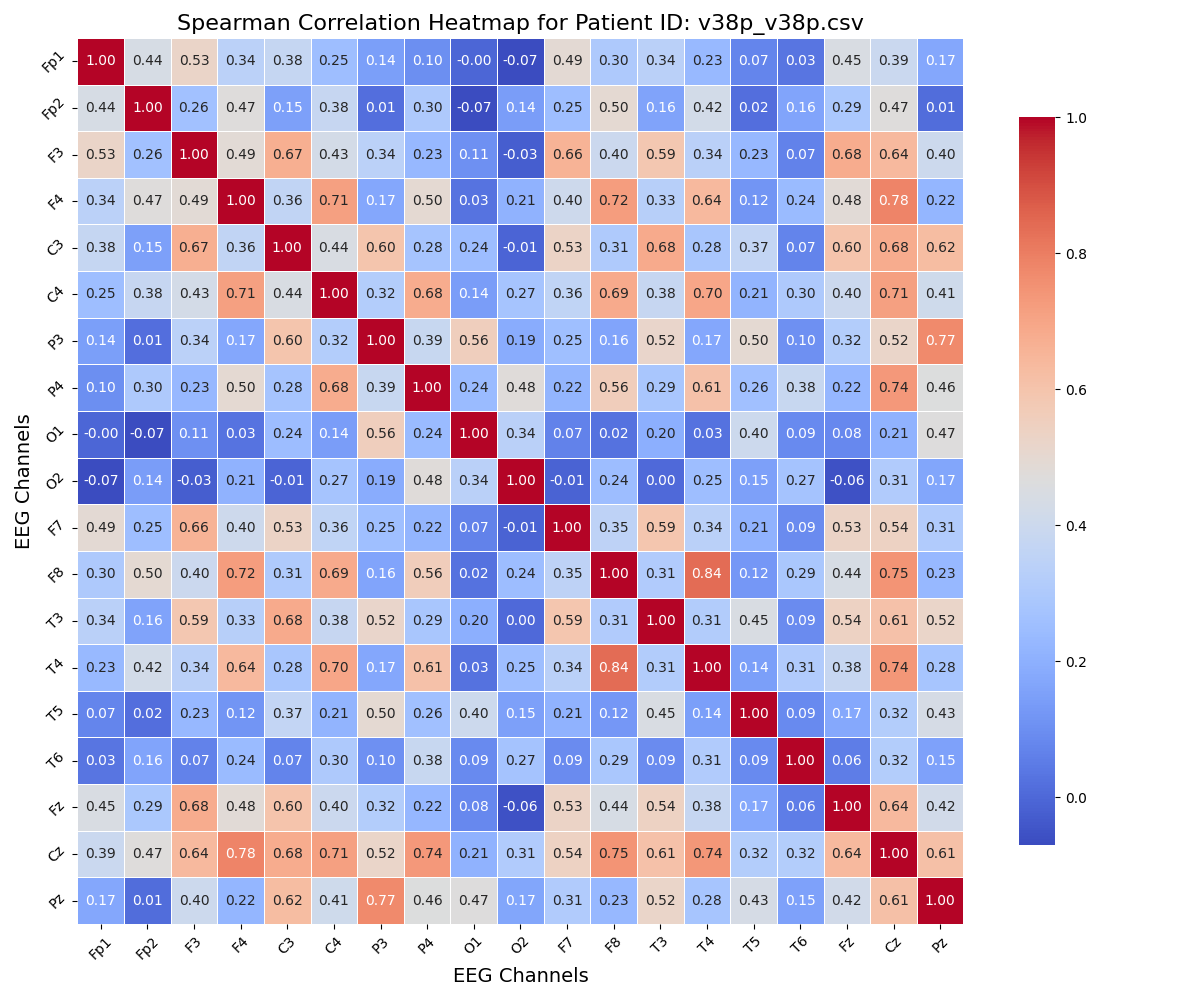 Spearman Correlation Heatmap for Patient ID: v38p_v38p.csv
Fp1 1.00 0.44 0.53 0.34 0.38 0.25 0.14 0.10 -0.00 -0.07 0.49 0.30 0.34 0.23 0.07 0.03 0.45 0.39 0.17
Fp2 0.44 1.00 0.26 0.47 0.15 0.38 0.01 0.30 -0.07 0.14 0.25 0.50 0.16 0.42 0.02 0.16 0.29 0.47 0.01
F3 0.53 0.26 1.00 0.49 0.67 0.43 0.34 0.23 0.11 -0.03 0.66 0.40 0.59 0.34 0.23 0.07 0.68 0.64 0.40
F4 0.34 0.47 0.49 1.00 0.36 0.71 0.17 0.50 0.03 0.21 0.40 0.72 0.33 0.64 0.12 0.24 0.48 0.78 0.22
C3 0.38 0.15 0.67 0.36 1.00 0.44 0.60 0.28 0.24 -0.01 0.53 0.31 0.68 0.28 0.37 0.07 0.60 0.68 0.62
C4 0.25 0.38 0.43 0.71 0.44 1.00 0.32 0.68 0.14 0.27 0.36 0.69 0.38 0.70 0.21 0.30 0.40 0.71 0.41
P3 0.14 0.01 0.34 0.17 0.60 0.32 1.00 0.39 0.56 0.19 0.25 0.16 0.52 0.17 0.50 0.10 0.32 0.52 0.77
P4 0.10 0.30 0.23 0.50 0.28 0.68 0.39 1.00 0.24 0.48 0.22 0.56 0.29 0.61 0.26 0.38 0.22 0.74 0.46
O1 -0.00 -0.07 0.11 0.03 0.24 0.14 0.56 0.24 1.00 0.34 0.07 0.02 0.20 0.03 0.40 0.09 0.08 0.21 0.47
O2 -0.07 0.14 -0.03 0.21 -0.01 0.27 0.19 0.48 0.34 1.00 -0.01 0.24 0.00 0.25 0.15 0.27 -0.06 0.31 0.17
F7 0.49 0.25 0.66 0.40 0.53 0.36 0.25 0.22 0.07 -0.01 1.00 0.35 0.59 0.34 0.21 0.09 0.53 0.54 0.31
F8 0.30 0.50 0.40 0.72 0.31 0.69 0.16 0.56 0.02 0.24 0.35 1.00 0.31 0.84 0.12 0.29 0.44 0.75 0.23
T3 0.34 0.16 0.59 0.33 0.68 0.38 0.52 0.29 0.20 0.00 0.59 0.31 1.00 0.31 0.45 0.09 0.54 0.61 0.52
T4 0.23 0.42 0.34 0.64 0.28 0.70 0.17 0.61 0.03 0.25 0.34 0.84 0.31 1.00 0.14 0.31 0.38 0.74 0.28
T5 0.07 0.02 0.23 0.12 0.37 0.21 0.50 0.26 0.40 0.15 0.21 0.12 0.45 0.14 1.00 0.09 0.17 0.32 0.43
T6 0.03 0.16 0.07 0.24 0.07 0.30 0.10 0.38 0.09 0.27 0.09 0.29 0.09 0.31 0.09 1.00 0.06 0.32 0.15
Fz 0.45 0.29 0.68 0.48 0.60 0.40 0.32 0.22 0.08 -0.06 0.53 0.44 0.54 0.38 0.17 0.06 1.00 0.64 0.42
Cz 0.39 0.47 0.64 0.78 0.68 0.71 0.52 0.74 0.21 0.31 0.54 0.75 0.61 0.74 0.32 0.32 0.64 1.00 0.61
Pz 0.17 0.01 0.40 0.22 0.62 0.41 0.77 0.46 0.47 0.17 0.31 0.23 0.52 0.28 0.43 0.15 0.42 0.61 1.00
Fp1 Fp2 F3 F4 C3 C4 P3 P4 O1 O2 F7 F8 T3 T4 T5 T6 Fz Cz Pz
EEG Channels
EEG Channels
1.0
0.8
0.6
0.4
0.2
0.0